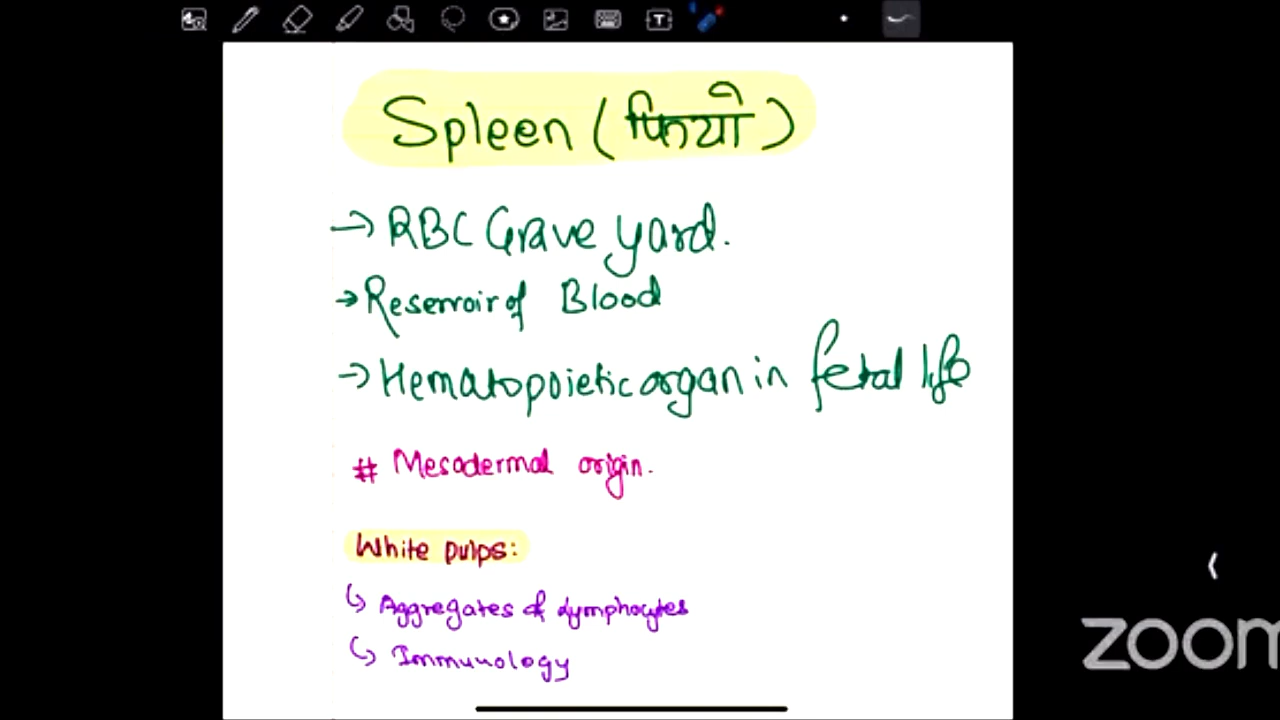 Spleen (फियो)
→ RBC Grave yard.
→ Reservoir of Blood
→ Hematopoietic organ in fetal life
# Mesodermal origin.
White pulps:
↳ Aggregates of lymphocytes
↳ Immunology
zoom